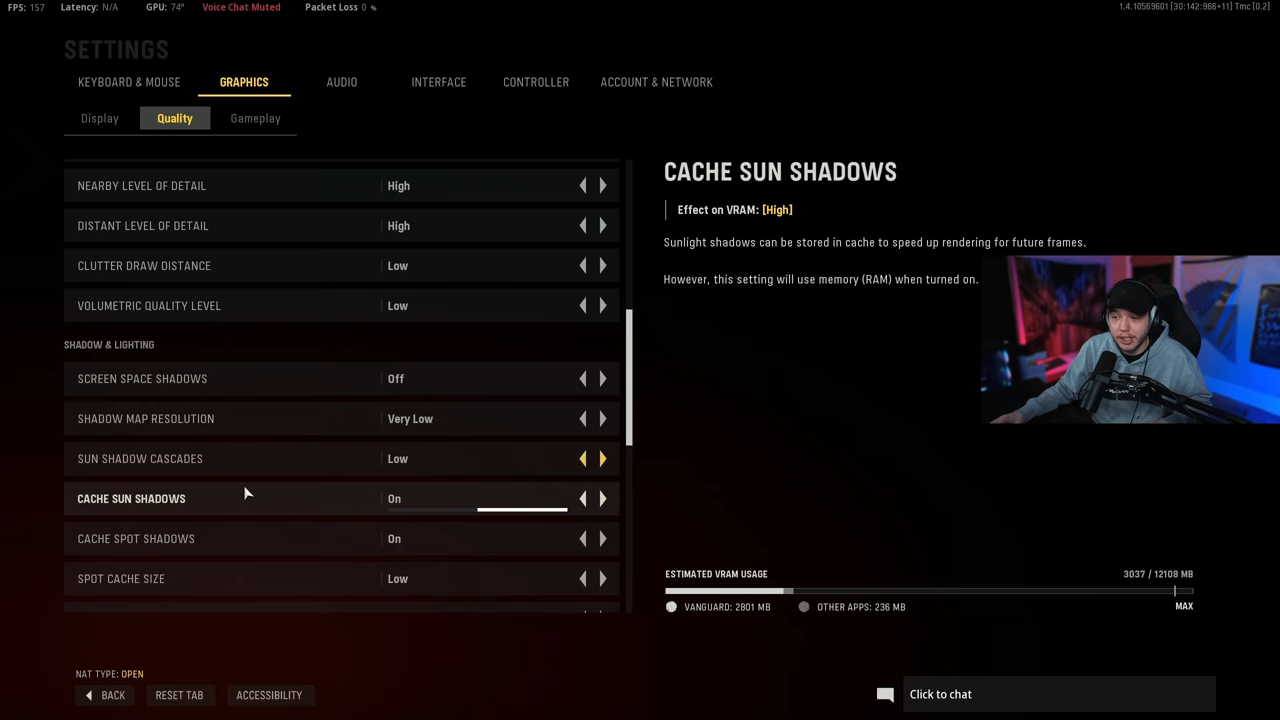 FPS: 157 Latency: N/A GPU: 74° Voice Chat Muted Packet Loss 0 % 1.4.10569601 [30:142:966+11] Tmc [0.2]
SETTINGS
KEYBOARD & MOUSE GRAPHICS AUDIO INTERFACE CONTROLLER ACCOUNT & NETWORK
Display Quality Gameplay
NEARBY LEVEL OF DETAIL High
DISTANT LEVEL OF DETAIL High
CLUTTER DRAW DISTANCE Low
VOLUMETRIC QUALITY LEVEL Low
SHADOW & LIGHTING
SCREEN SPACE SHADOWS Off
SHADOW MAP RESOLUTION Very Low
SUN SHADOW CASCADES Low
CACHE SUN SHADOWS On
CACHE SPOT SHADOWS On
SPOT CACHE SIZE Low
CACHE SUN SHADOWS
Effect on VRAM: [High]
Sunlight shadows can be stored in cache to speed up rendering for future frames.
However, this setting will use memory (RAM) when turned on.
ESTIMATED VRAM USAGE 3037 / 12108 MB
VANGUARD: 2801 MB OTHER APPS: 236 MB MAX
NAT TYPE: OPEN
BACK RESET TAB ACCESSIBILITY
Click to chat